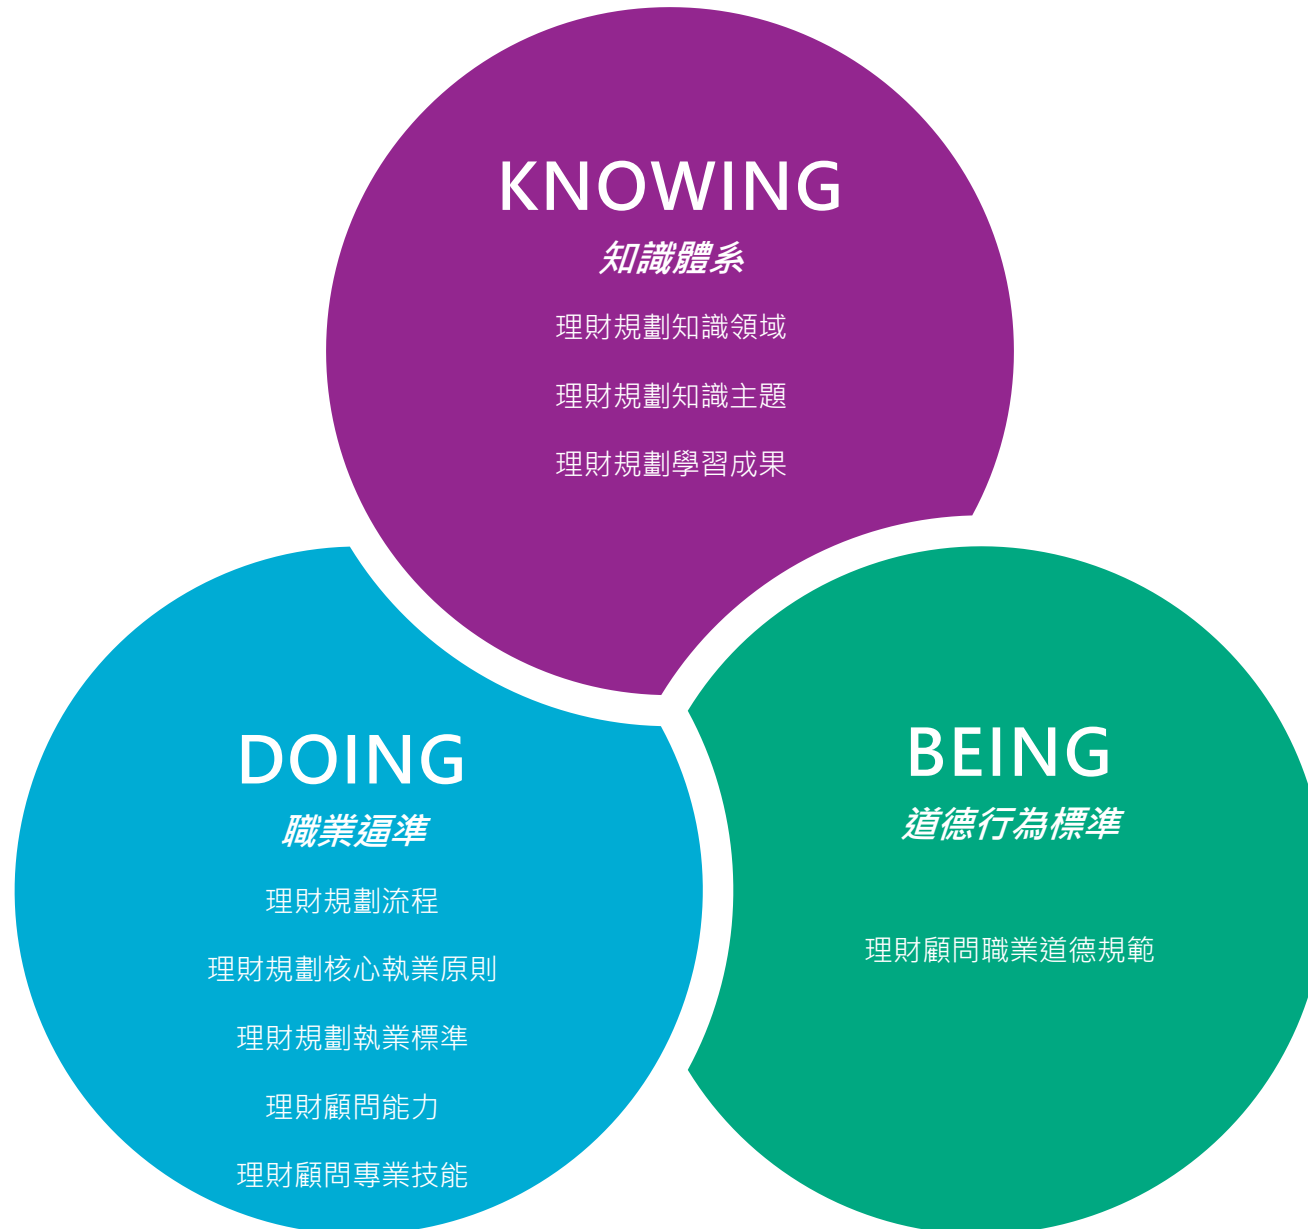 KNOWING
知識體系
理財規劃知識領域
理財規劃知識主題
理財規劃學習成果
DOING
職業逼準
理財規劃流程
理財規劃核心執業原則
理財規劃執業標準
理財顧問能力
理財顧問專業技能
BEING
道德行為標準
理財顧問職業道德規範